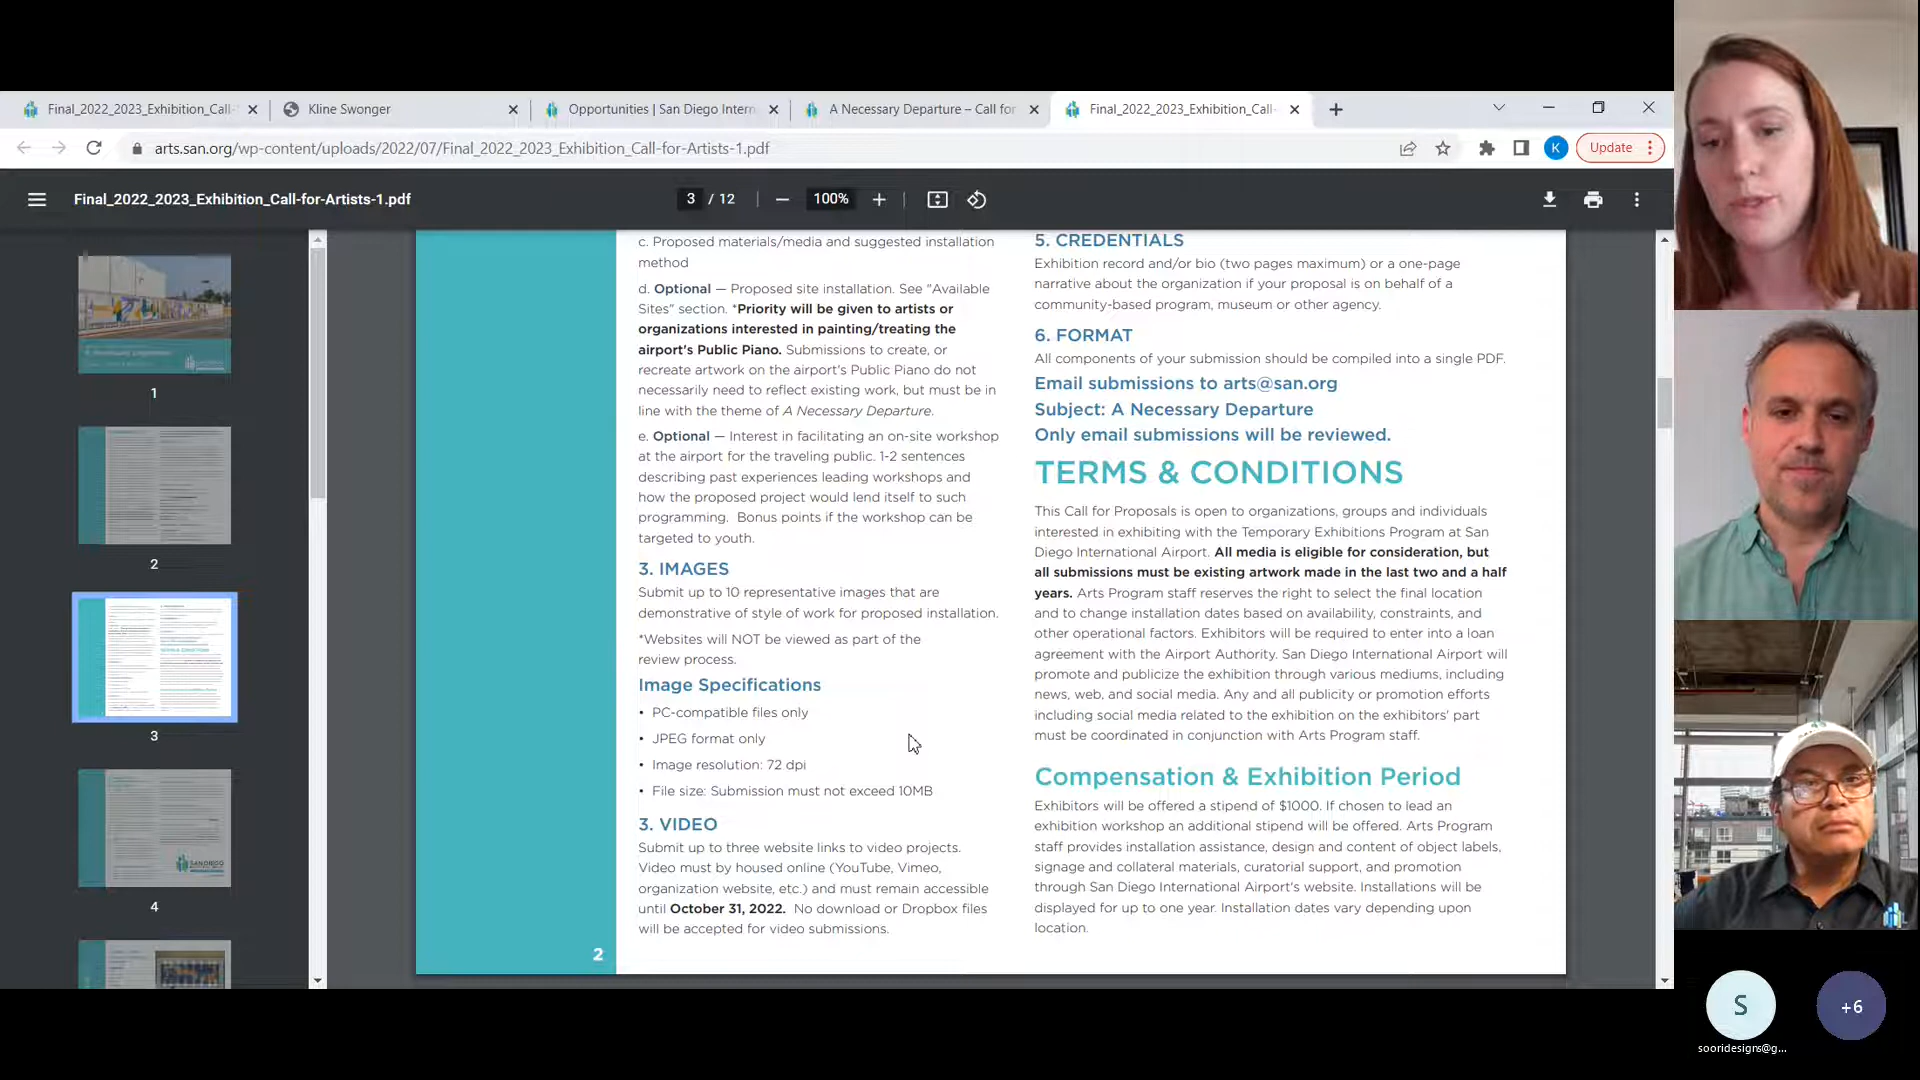 Final_2022_2023_Exhibition_Call-
Kline Swonger
Opportunities | San Diego Intern
A Necessary Departure – Call for
Final_2022_2023_Exhibition_Call-
arts.san.org/wp-content/uploads/2022/07/Final_2022_2023_Exhibition_Call-for-Artists-1.pdf
K
Update
Final_2022_2023_Exhibition_Call-for-Artists-1.pdf
3 / 12
100%
1
2
3
4
c. Proposed materials/media and suggested installation
method
d. Optional — Proposed site installation. See “Available
Sites” section. *Priority will be given to artists or
organizations interested in painting/treating the
airport's Public Piano. Submissions to create, or
recreate artwork on the airport's Public Piano do not
necessarily need to reflect existing work, but must be in
line with the theme of A Necessary Departure.
e. Optional — Interest in facilitating an on-site workshop
at the airport for the traveling public. 1-2 sentences
describing past experiences leading workshops and
how the proposed project would lend itself to such
programming. Bonus points if the workshop can be
targeted to youth.
3. IMAGES
Submit up to 10 representative images that are
demonstrative of style of work for proposed installation.
*Websites will NOT be viewed as part of the
review process.
Image Specifications
• PC-compatible files only
• JPEG format only
• Image resolution: 72 dpi
• File size: Submission must not exceed 10MB
3. VIDEO
Submit up to three website links to video projects.
Video must by housed online (YouTube, Vimeo,
organization website, etc.) and must remain accessible
until October 31, 2022. No download or Dropbox files
will be accepted for video submissions.
2
5. CREDENTIALS
Exhibition record and/or bio (two pages maximum) or a one-page
narrative about the organization if your proposal is on behalf of a
community-based program, museum or other agency.
6. FORMAT
All components of your submission should be compiled into a single PDF.
Email submissions to arts@san.org
Subject: A Necessary Departure
Only email submissions will be reviewed.
TERMS & CONDITIONS
This Call for Proposals is open to organizations, groups and individuals
interested in exhibiting with the Temporary Exhibitions Program at San
Diego International Airport. All media is eligible for consideration, but
all submissions must be existing artwork made in the last two and a half
years. Arts Program staff reserves the right to select the final location
and to change installation dates based on availability, constraints, and
other operational factors. Exhibitors will be required to enter into a loan
agreement with the Airport Authority. San Diego International Airport will
promote and publicize the exhibition through various mediums, including
news, web, and social media. Any and all publicity or promotion efforts
including social media related to the exhibition on the exhibitors' part
must be coordinated in conjunction with Arts Program staff.
Compensation & Exhibition Period
Exhibitors will be offered a stipend of $1000. If chosen to lead an
exhibition workshop an additional stipend will be offered. Arts Program
staff provides installation assistance, design and content of object labels,
signage and collateral materials, curatorial support, and promotion
through San Diego International Airport's website. Installations will be
displayed for up to one year. Installation dates vary depending upon
location.
S
+6
sooridesigns@g...